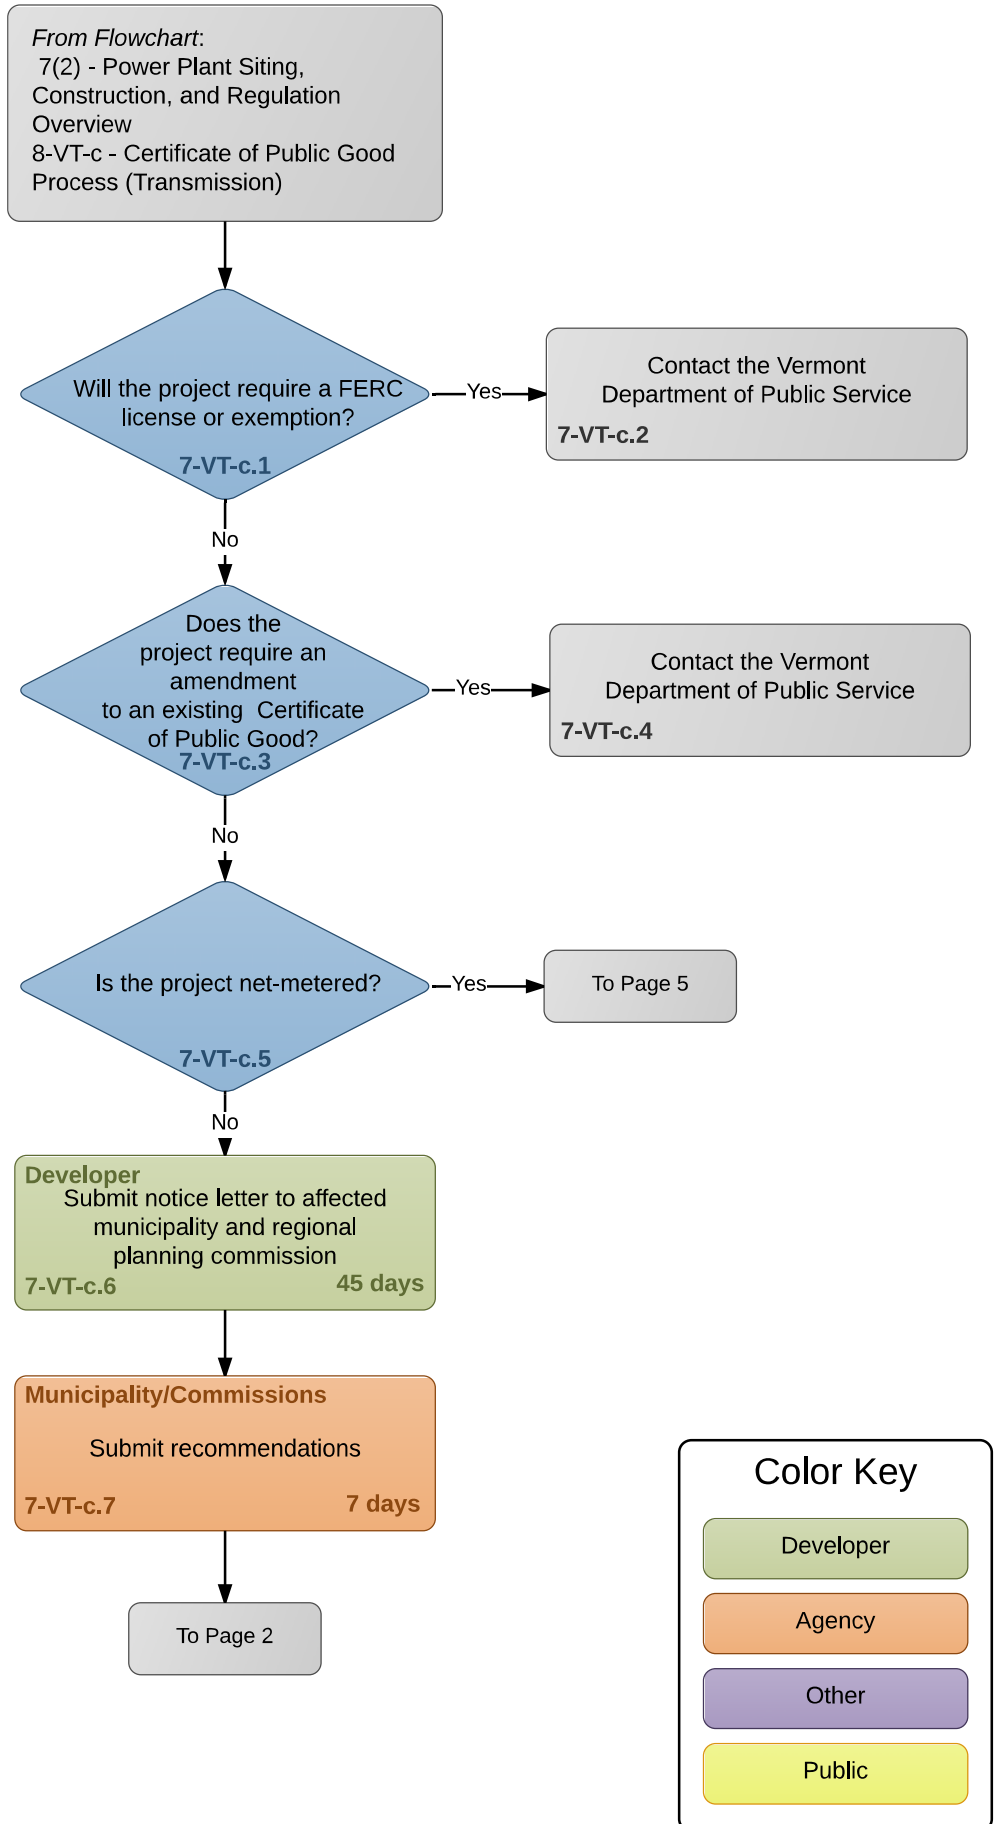 From Flowchart:
7(2) - Power Plant Siting,
Construction, and Regulation
Overview
8-VT-c - Certificate of Public Good
Process (Transmission)
Will the project require a FERC
license or exemption?
7-VT-c.1
Yes
Contact the Vermont
Department of Public Service
7-VT-c.2
No
Does the
project require an
amendment
to an existing Certificate
of Public Good?
7-VT-c.3
Yes
Contact the Vermont
Department of Public Service
7-VT-c.4
No
Is the project net-metered?
7-VT-c.5
Yes
To Page 5
No
Developer
Submit notice letter to affected
municipality and regional
planning commission
7-VT-c.6 45 days
Municipality/Commissions
Submit recommendations
7-VT-c.7 7 days
To Page 2
Color Key
Developer
Agency
Other
Public